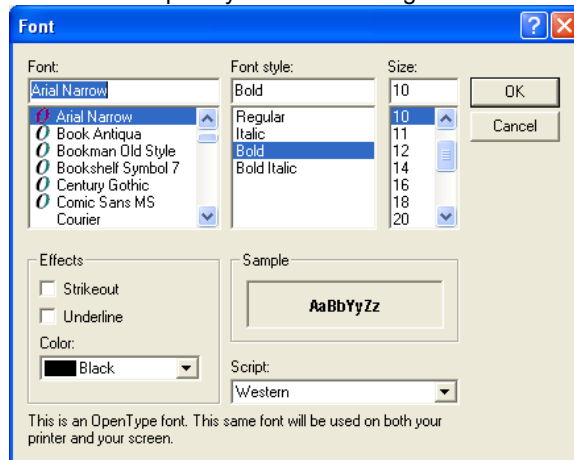 Font
Font:
Font style:
Size:
Arial Narrow
Bold
10
OK
Cancel
Arial Narrow
Book Antiqua
Bookman Old Style
Bookshelf Symbol 7
Century Gothic
Comic Sans MS
Courier
Regular
Italic
Bold
Bold Italic
10
11
12
14
16
18
20
Effects
Strikeout
Underline
Color:
Black
Sample
AaBbYyZz
Script:
Western
This is an OpenType font. This same font will be used on both your
printer and your screen.